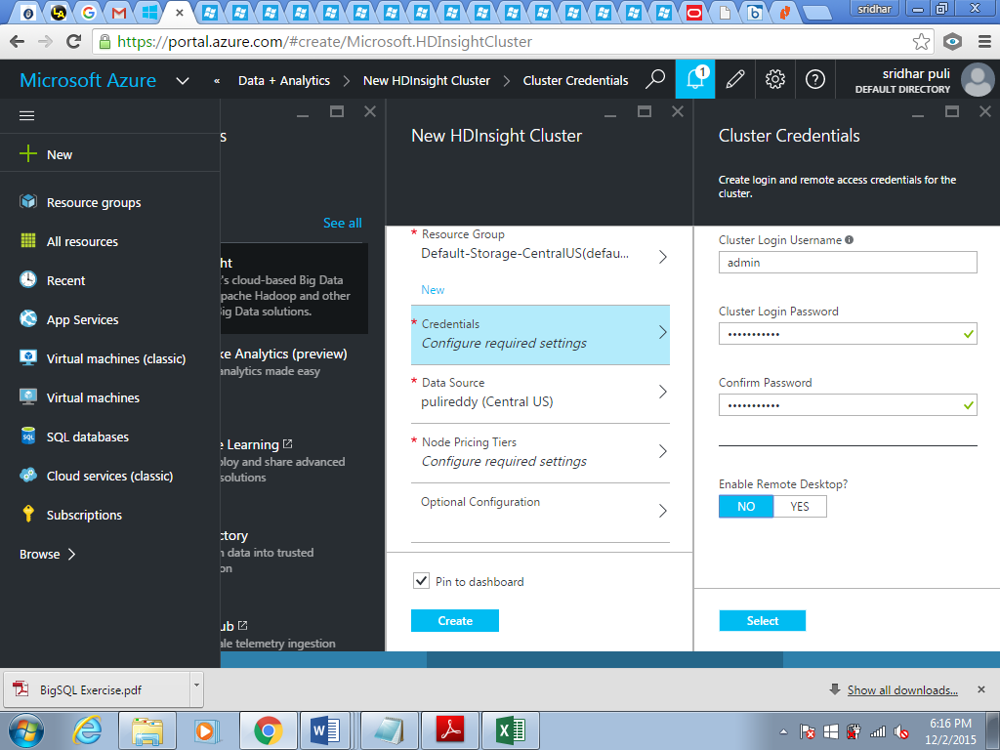 sridhar
https://portal.azure.com/#create/Microsoft.HDInsightCluster
Microsoft Azure
« Data + Analytics > New HDInsight Cluster > Cluster Credentials
1
sridhar puli
DEFAULT DIRECTORY
New
Resource groups
All resources
Recent
App Services
Virtual machines (classic)
Virtual machines
SQL databases
Cloud services (classic)
Subscriptions
Browse >
s
See all
ht
's cloud-based Big Data
pache Hadoop and other
Big Data solutions.
ke Analytics (preview)
analytics made easy
e Learning
ploy and share advanced
solutions
ctory
n data into trusted
on
ub
ale telemetry ingestion
New HDInsight Cluster
* Resource Group
Default-Storage-CentralUS(defau...
New
* Credentials
Configure required settings
* Data Source
pulireddy (Central US)
* Node Pricing Tiers
Configure required settings
Optional Configuration
Pin to dashboard
Create
Cluster Credentials
Create login and remote access credentials for the
cluster.
Cluster Login Username
admin
Cluster Login Password
•••••••••••
Confirm Password
•••••••••••
Enable Remote Desktop?
NO YES
Select
BigSQL Exercise.pdf
Show all downloads...
6:16 PM
12/2/2015